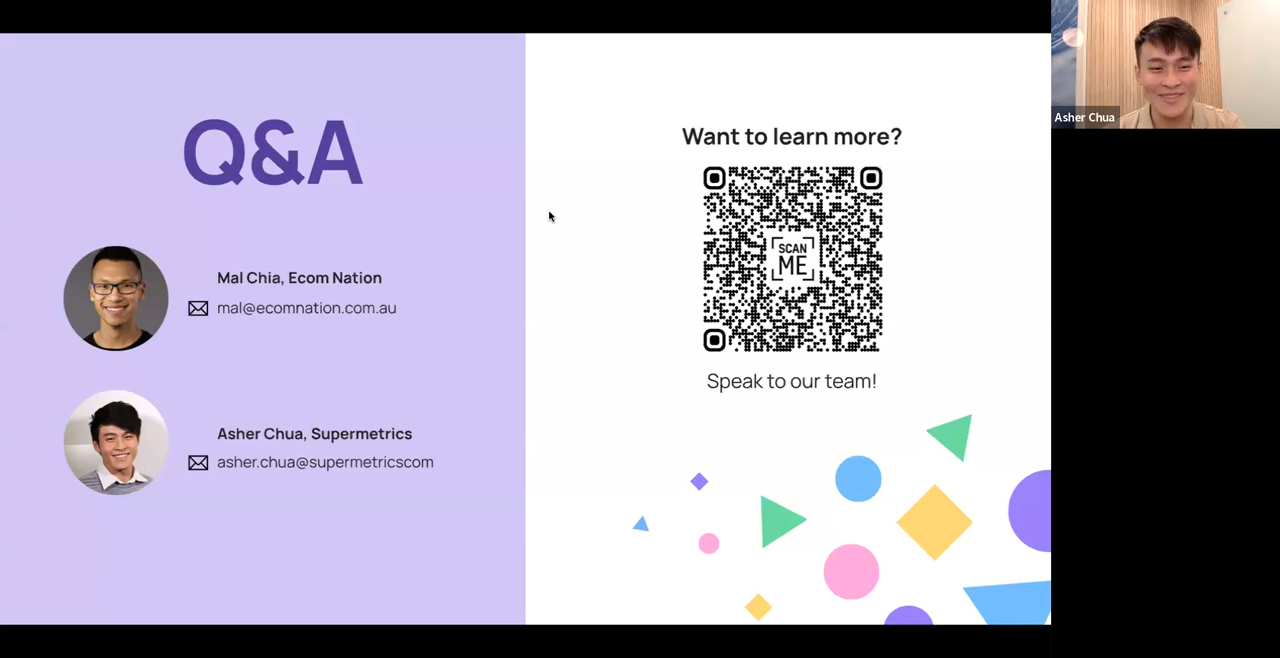 Q&A
Mal Chia, Ecom Nation
mal@ecomnation.com.au
Asher Chua, Supermetrics
asher.chua@supermetricscom
Want to learn more?
SCAN
ME
Speak to our team!
Asher Chua